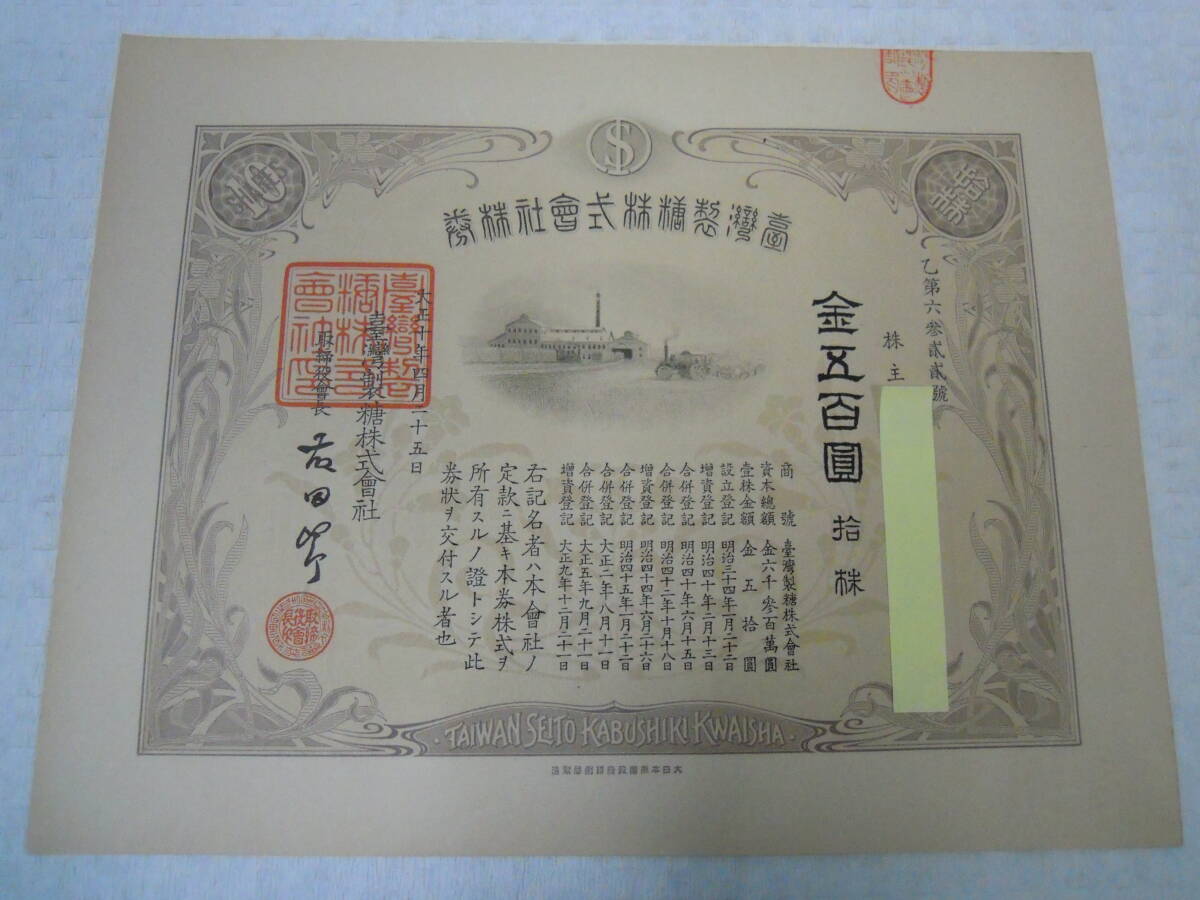 臺灣製糖株式會社株券
乙第六参貳貳號
株主
金五百圓 拾株
商號 臺灣製糖株式會社
資本總額 金六千参百萬圓
壹株金額 金五拾圓
設立登記 明治三十四年一月二十二日
增資登記 明治四十年二月十三日
合併登記 明治四十年六月十五日
合併登記 明治四十二年十月十八日
增資登記 明治四十四年六月二十六日
合併登記 明治四十五年一月二十二日
合併登記 大正二年八月十一日
合併登記 大正五年九月二十一日
增資登記 大正九年十二月二十一日
右記名者ハ本會社ノ
定款ニ基キ本券株式ヲ
所有スルノ證トシテ此
券狀ヲ交付スル者也
大正十年四月二十五日
臺灣製糖株式會社
取締役會長
臺灣製
糖株式
會社印
TAIWAN SEITO KABUSHIKI KWAISHA